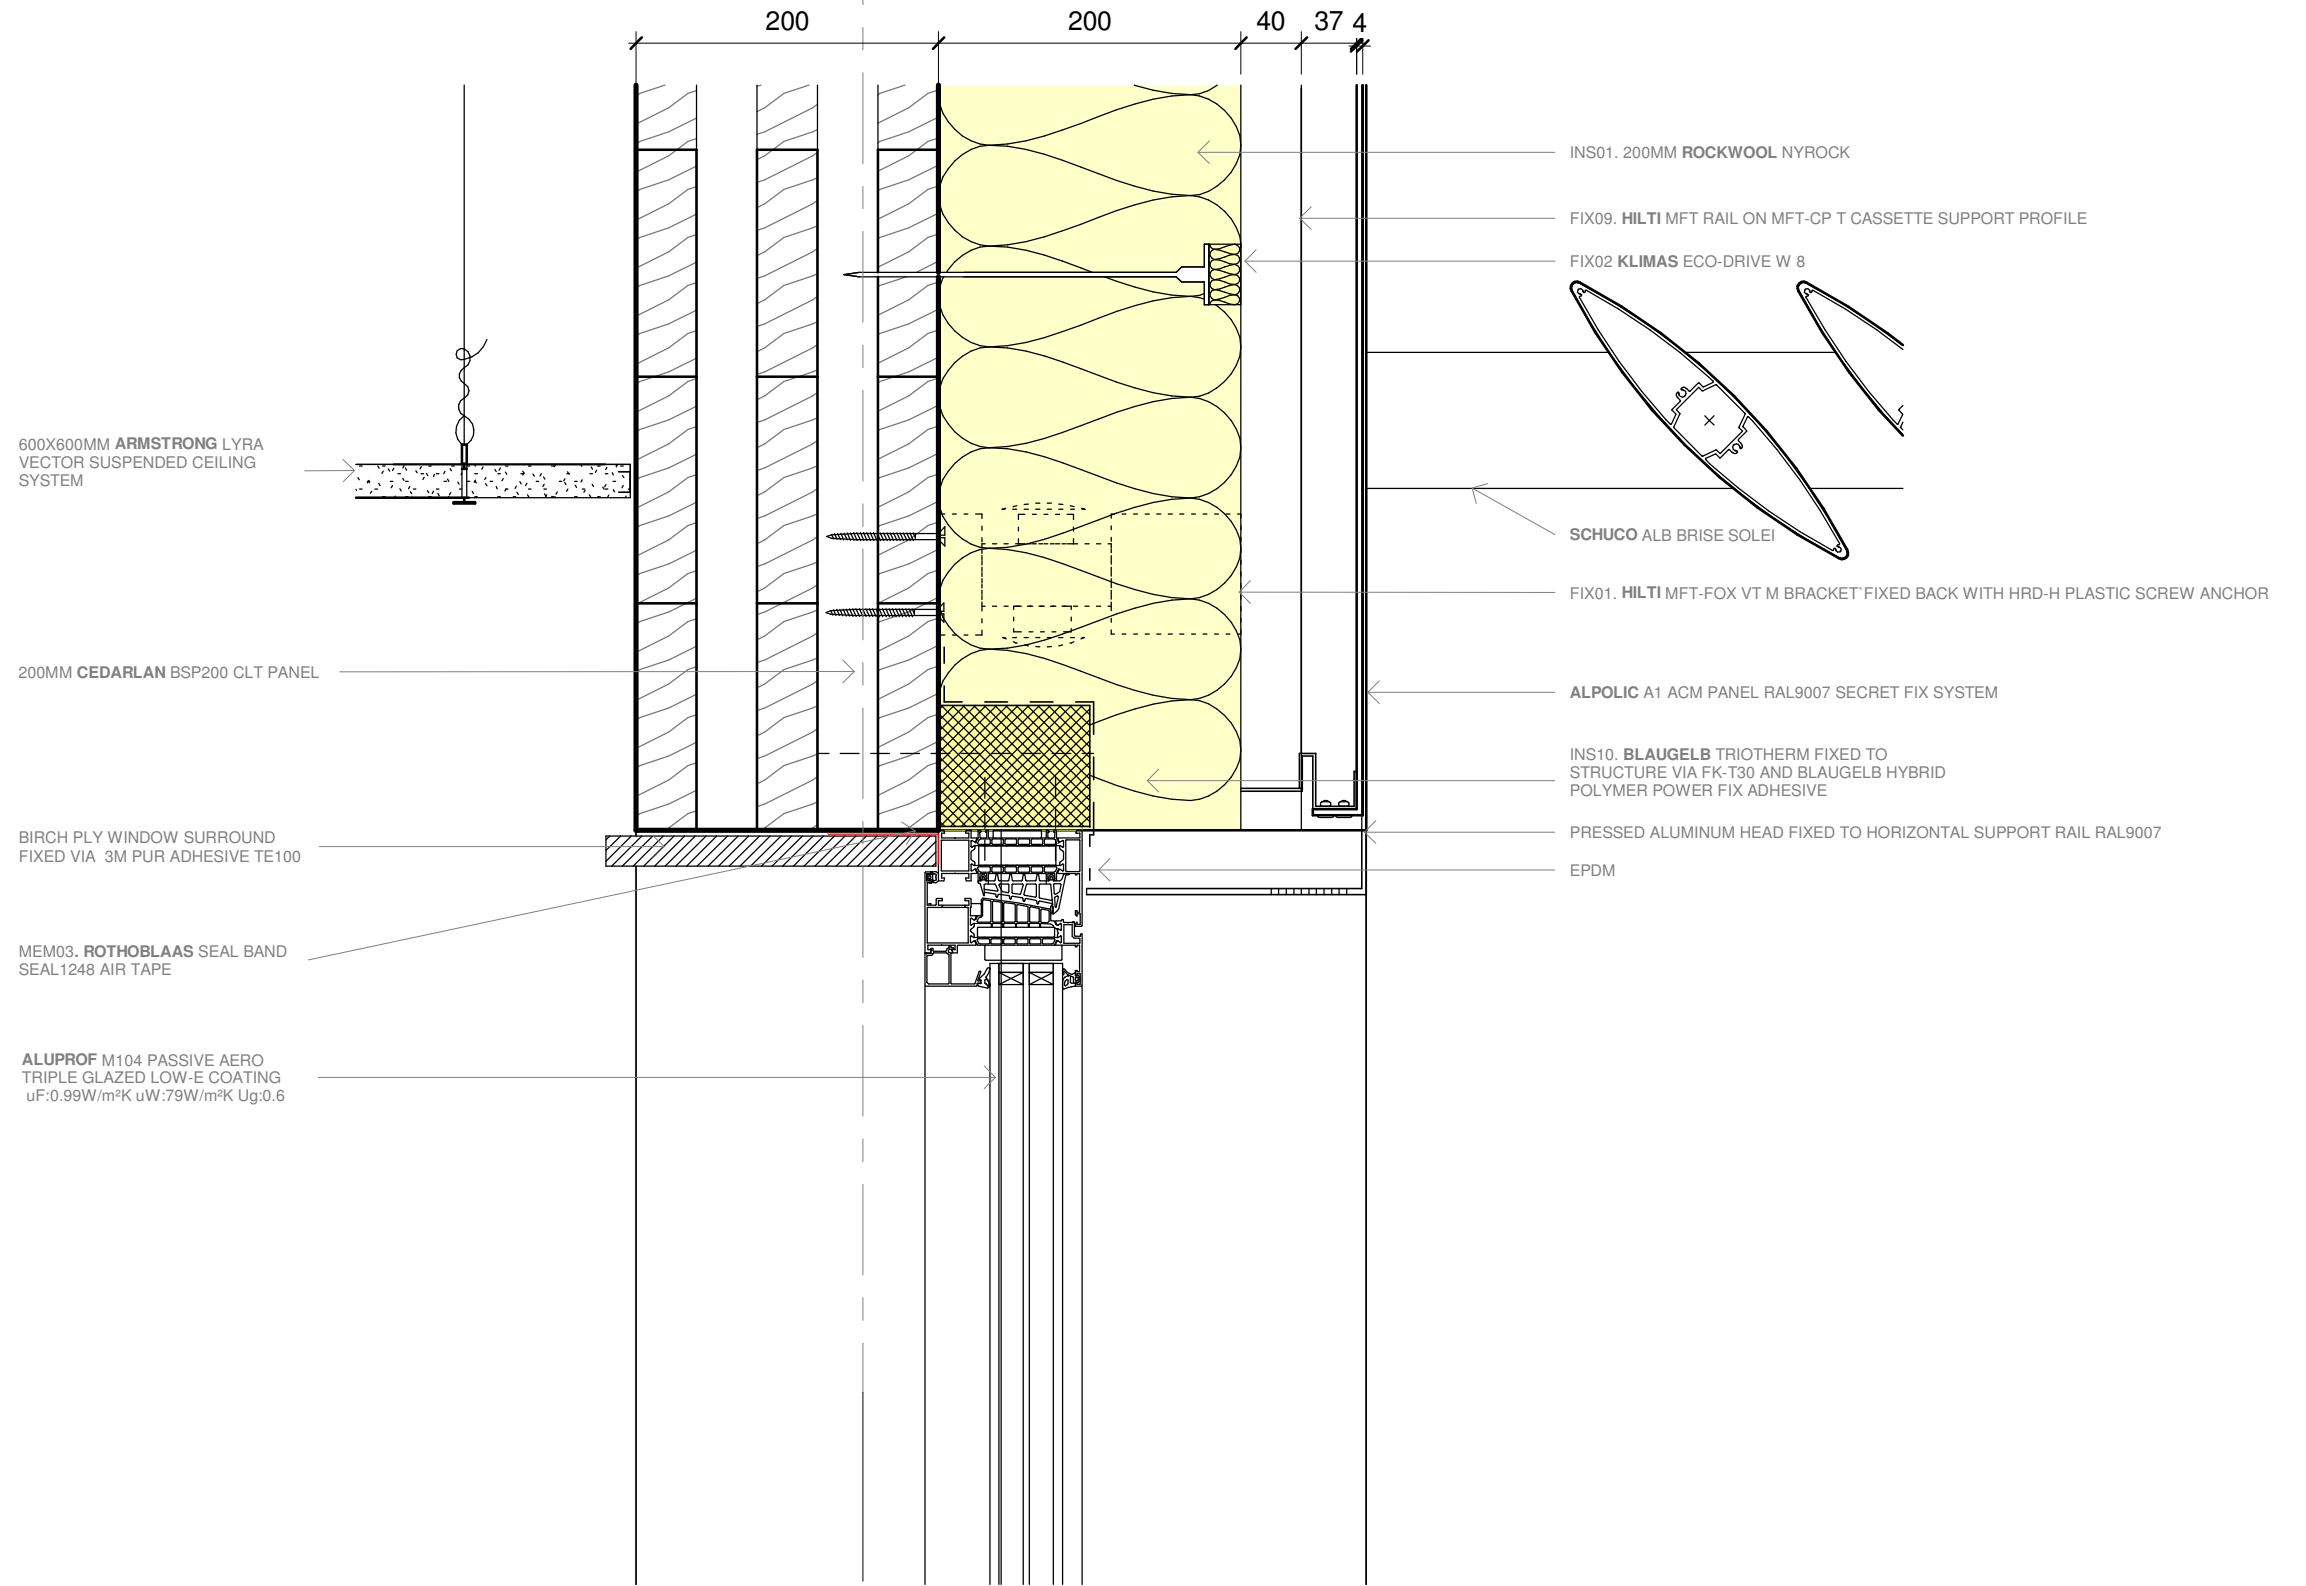 200 200 40 37 4
INS01. 200MM ROCKWOOL NYROCK
FIX09. HILTI MFT RAIL ON MFT-CP T CASSETTE SUPPORT PROFILE
FIX02 KLIMAS ECO-DRIVE W 8
600X600MM ARMSTRONG LYRA
VECTOR SUSPENDED CEILING
SYSTEM
SCHUCO ALB BRISE SOLEI
FIX01. HILTI MFT-FOX VT M BRACKET`FIXED BACK WITH HRD-H PLASTIC SCREW ANCHOR
200MM CEDARLAN BSP200 CLT PANEL
ALPOLIC A1 ACM PANEL RAL9007 SECRET FIX SYSTEM
INS10. BLAUGELB TRIOTHERM FIXED TO
STRUCTURE VIA FK-T30 AND BLAUGELB HYBRID
POLYMER POWER FIX ADHESIVE
BIRCH PLY WINDOW SURROUND
FIXED VIA 3M PUR ADHESIVE TE100
PRESSED ALUMINUM HEAD FIXED TO HORIZONTAL SUPPORT RAIL RAL9007
EPDM
MEM03. ROTHOBLAAS SEAL BAND
SEAL1248 AIR TAPE
ALUPROF M104 PASSIVE AERO
TRIPLE GLAZED LOW-E COATING
uF:0.99W/m²K uW:79W/m²K Ug:0.6